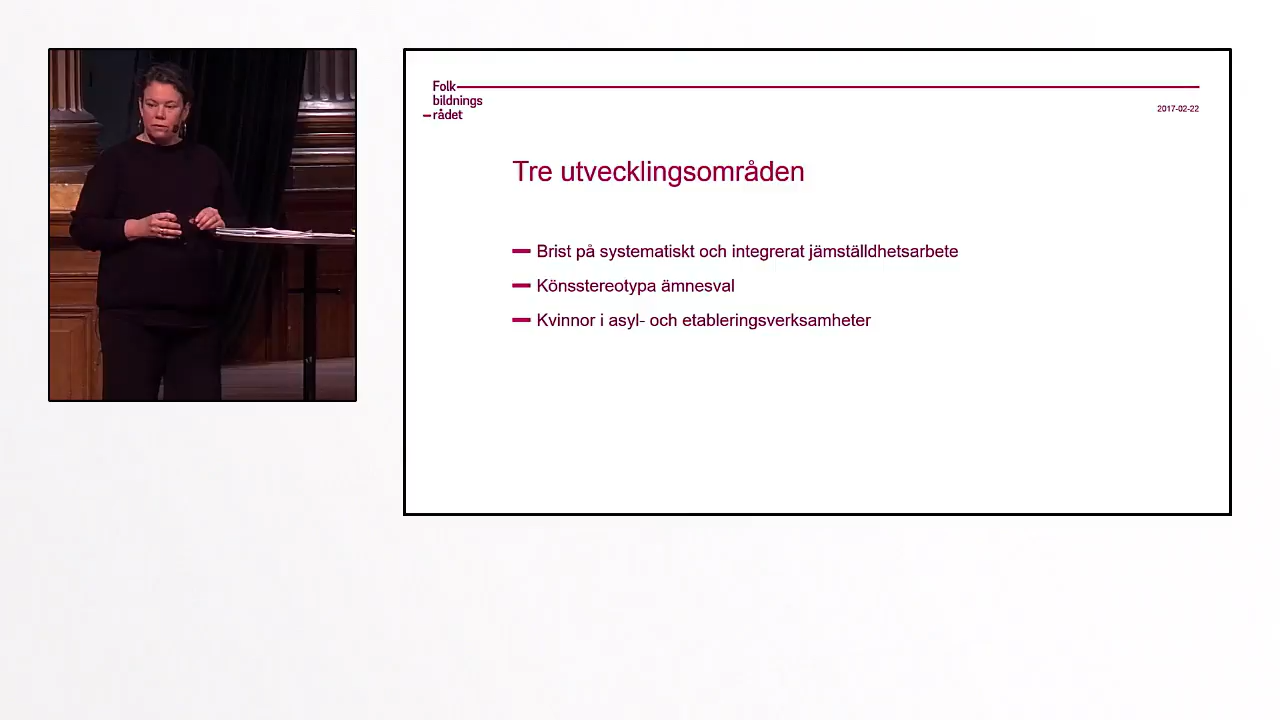 Folk
bildnings
rådet
2017-02-22
Tre utvecklingsområden
Brist på systematiskt och integrerat jämställdhetsarbete
Könsstereotypa ämnesval
Kvinnor i asyl- och etableringsverksamheter